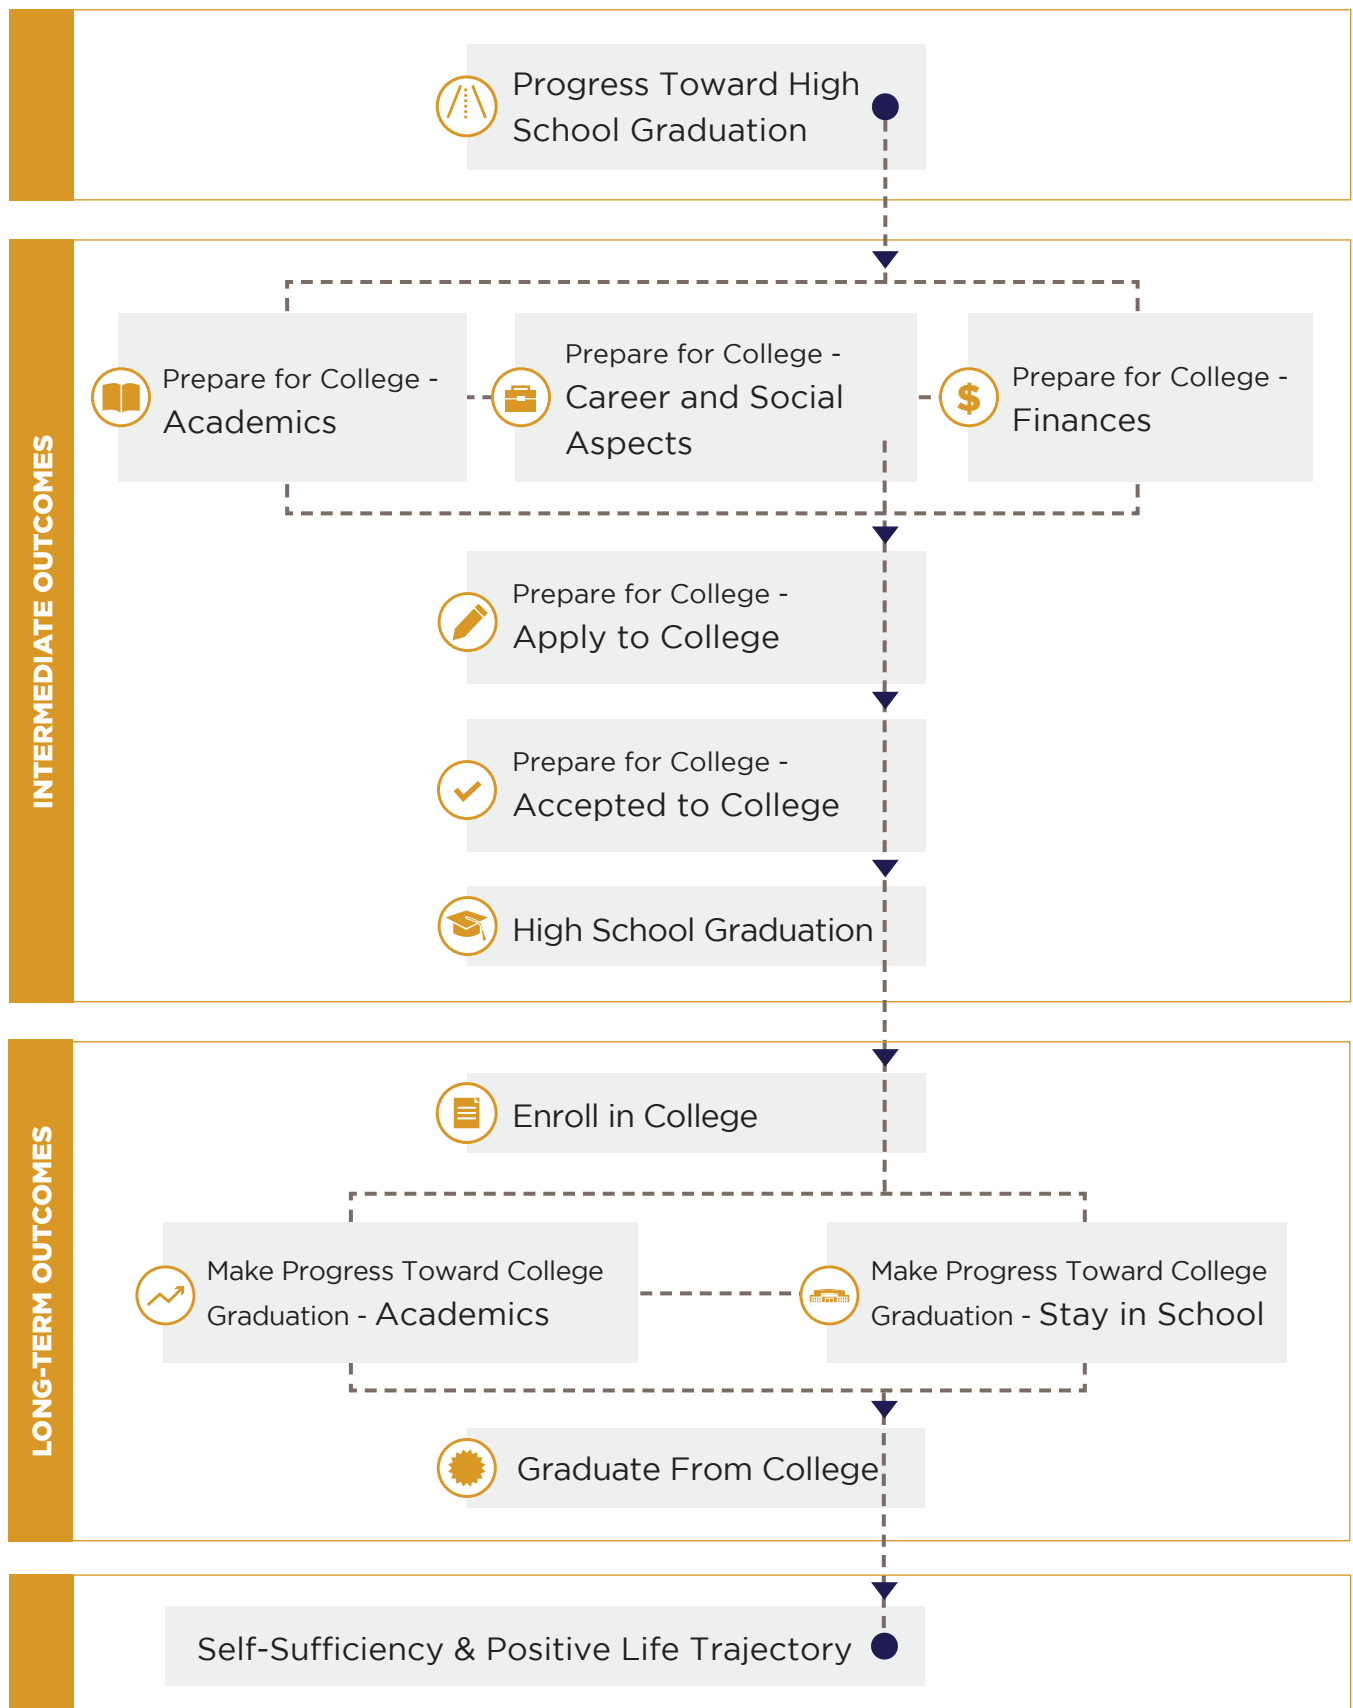 Progress Toward High
School Graduation
INTERMEDIATE OUTCOMES
Prepare for College -
Academics
Prepare for College -
Career and Social
Aspects
$
Prepare for College -
Finances
Prepare for College -
Apply to College
Prepare for College -
Accepted to College
High School Graduation
LONG-TERM OUTCOMES
Enroll in College
Make Progress Toward College
Graduation - Academics
Make Progress Toward College
Graduation - Stay in School
Graduate From College
Self-Sufficiency & Positive Life Trajectory